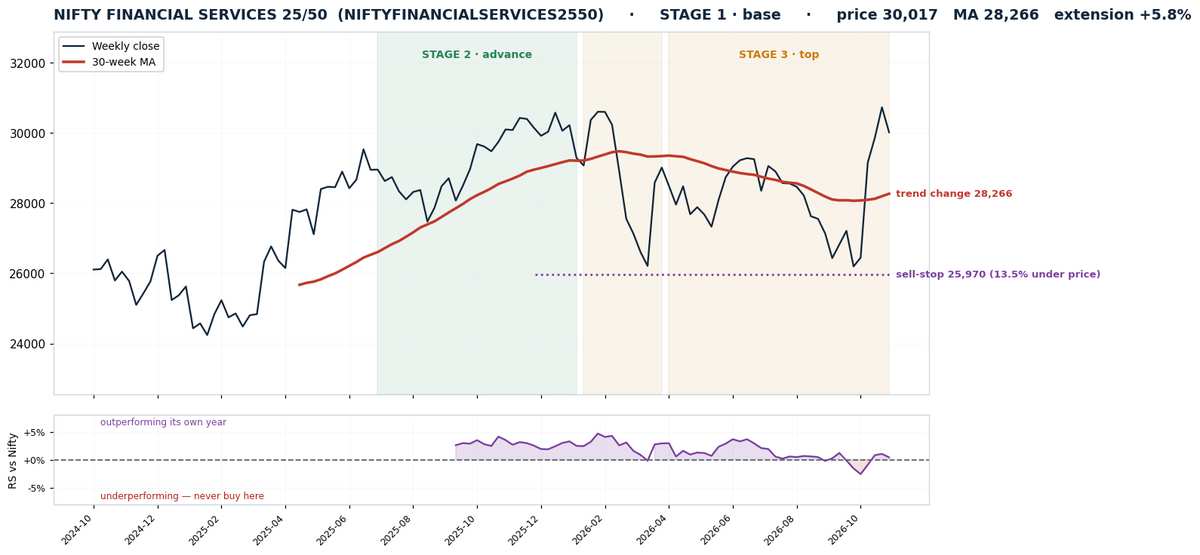 NIFTY FINANCIAL SERVICES 25/50 (NIFTYFINANCIALSERVICES2550) · STAGE 1 · base · price 30,017 MA 28,266 extension +5.8%
Weekly close
30-week MA
STAGE 2 · advance
STAGE 3 · top
32000
30000
28000
26000
24000
trend change 28,266
sell-stop 25,970 (13.5% under price)
RS vs Nifty
+5%
+0%
-5%
outperforming its own year
underperforming — never buy here
2024-10
2024-12
2025-02
2025-04
2025-06
2025-08
2025-10
2025-12
2026-02
2026-04
2026-06
2026-08
2026-10